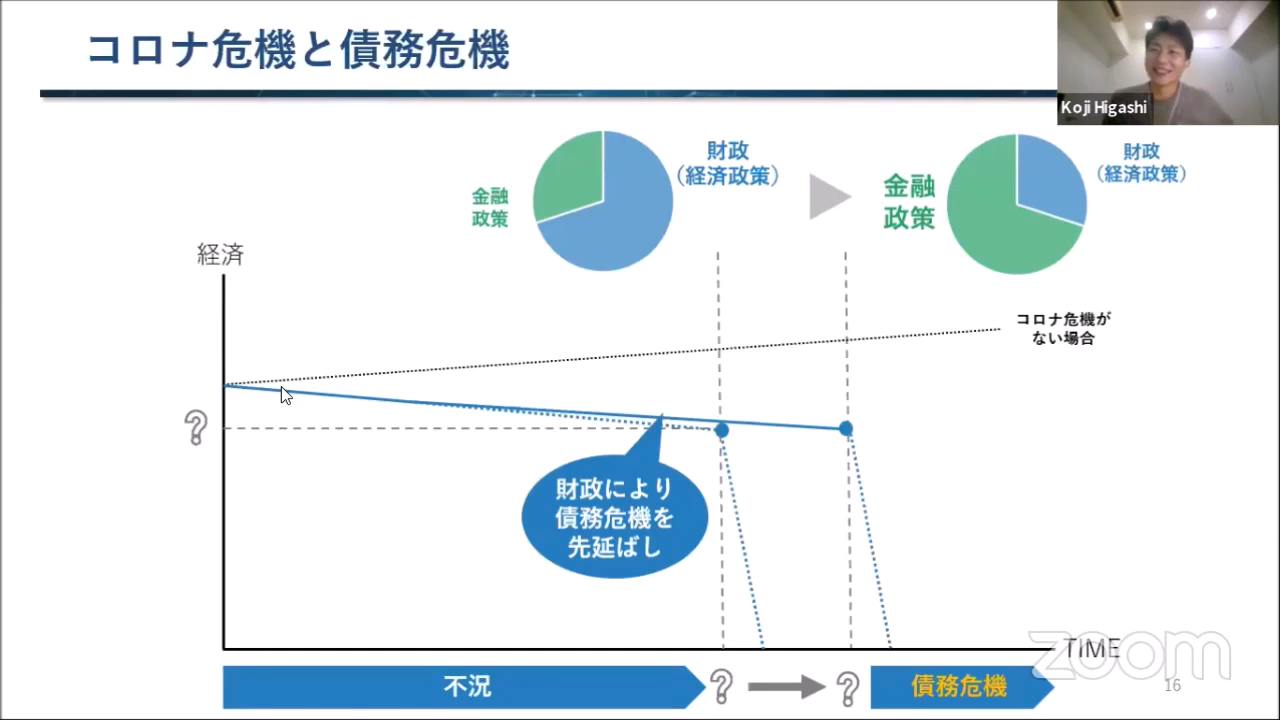 コロナ危機と債務危機
Koji Higashi
財政
（経済政策）
金融
政策
財政
（経済政策）
金融
政策
経済
コロナ危機が
ない場合
?
財政により
債務危機を
先延ばし
zoom
TIME
不況
?
?
債務危機
16